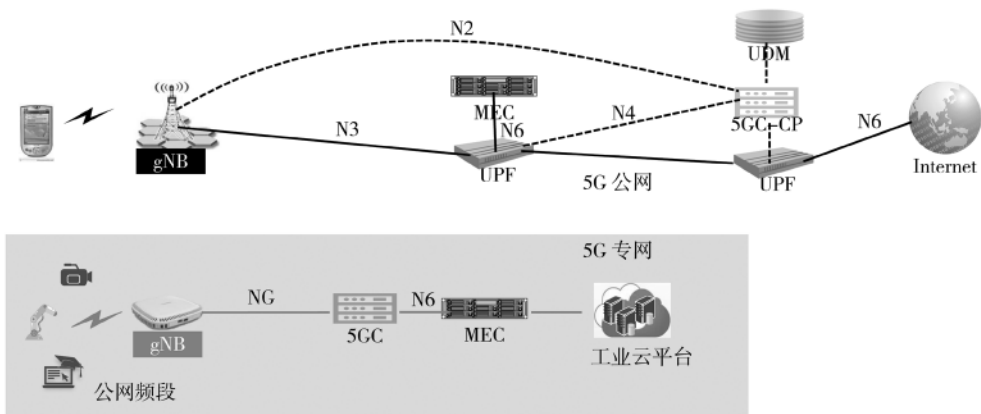 N2
UDM
MEC
N6
N4
5GC-CP
N6
N3
gNB
UPF
UPF
Internet
5G 公网
5G 专网
NG
N6
gNB
5GC
MEC
工业云平台
公网频段